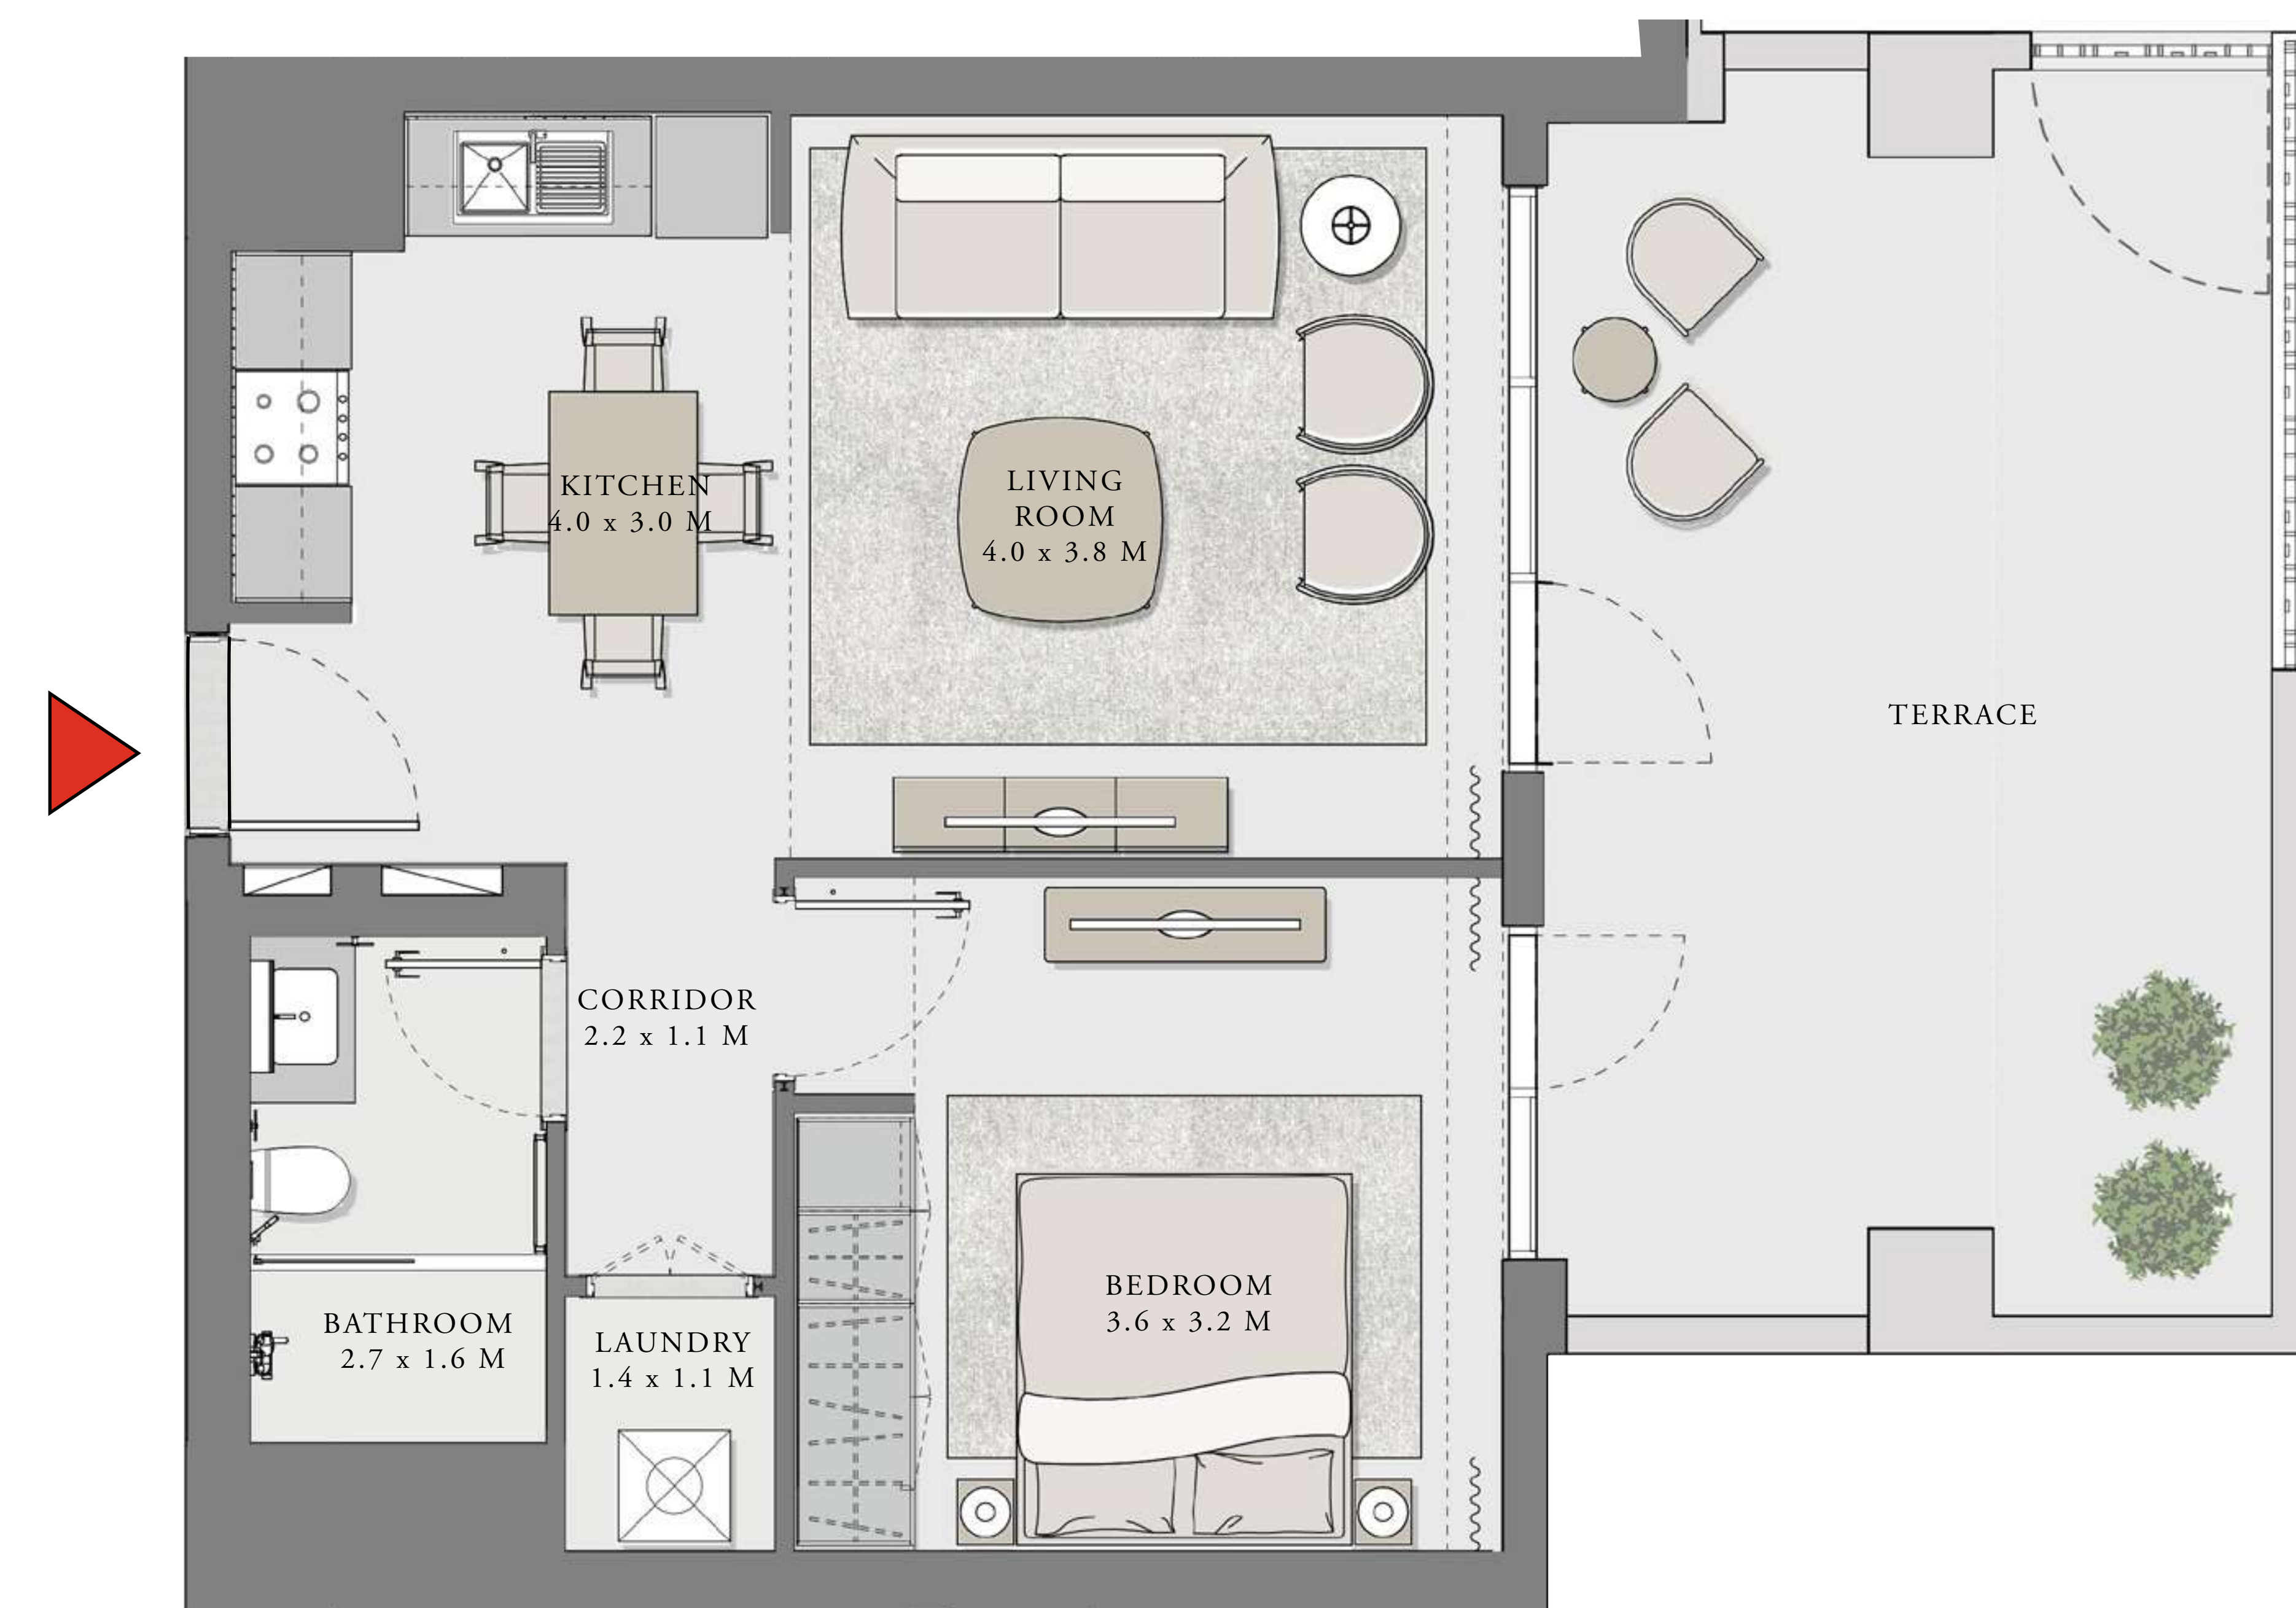 KITCHEN
4.0 x 3.0 M
LIVING
ROOM
4.0 x 3.8 M
TERRACE
CORRIDOR
2.2 x 1.1 M
BEDROOM
3.6 x 3.2 M
BATHROOM
2.7 x 1.6 M
LAUNDRY
1.4 x 1.1 M